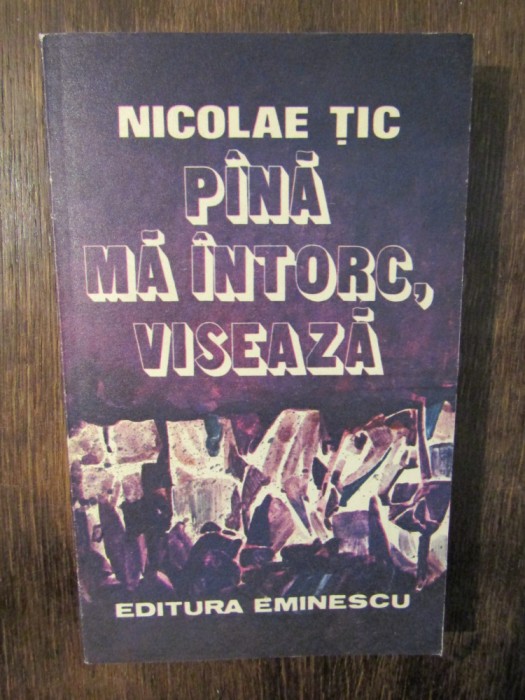 NICOLAE ȚIC
PÎNĂ
MĂ ÎNTORC,
VISEAZĂ
EDITURA EMINESCU